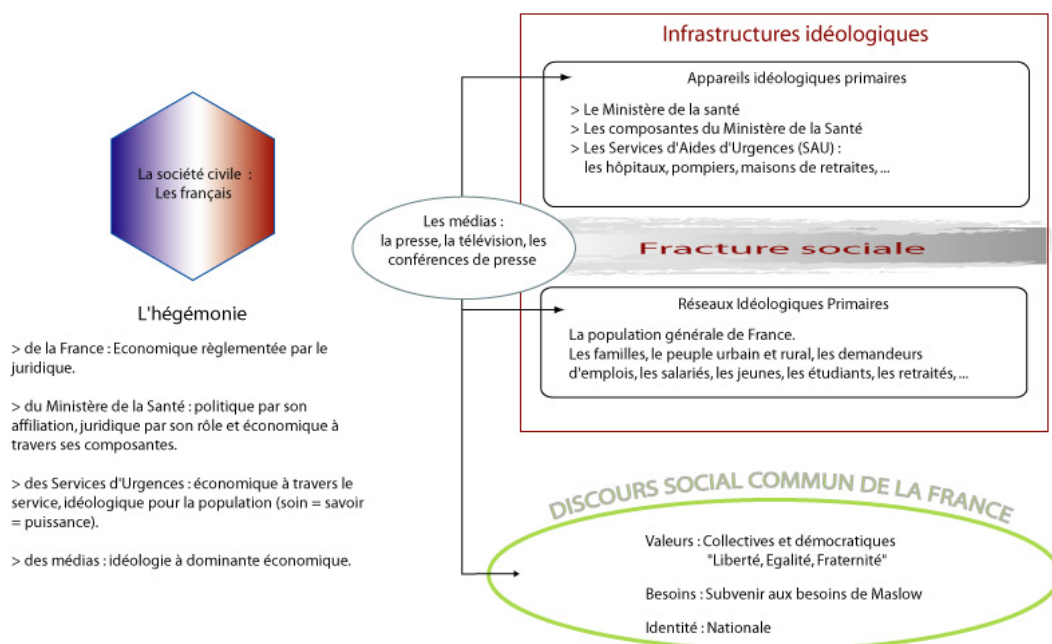 La société civile :
Les français
L'hégémonie
> de la France : Economique règlementée par le
juridique.
> du Ministère de la Santé : politique par son
affiliation, juridique par son rôle et économique à
travers ses composantes.
> des Services d'Urgences : économique à travers le
service, idéologique pour la population (soin = savoir
= puissance).
> des médias : idéologie à dominante économique.
Les médias :
la presse, la télévision, les
conférences de presse
Infrastructures idéologiques
Appareils idéologiques primaires
> Le Ministère de la santé
> Les composantes du Ministère de la Santé
> Les Services d'Aides d'Urgences (SAU) :
les hôpitaux, pompiers, maisons de retraites, ...
Fracture sociale
Réseaux Idéologiques Primaires
La population générale de France.
Les familles, le peuple urbain et rural, les demandeurs
d'emplois, les salariés, les jeunes, les étudiants, les retraités, ...
DISCOURS SOCIAL COMMUN DE LA FRANCE
Valeurs : Collectives et démocratiques
"Liberté, Egalité, Fraternité"
Besoins : Subvenir aux besoins de Maslow
Identité : Nationale